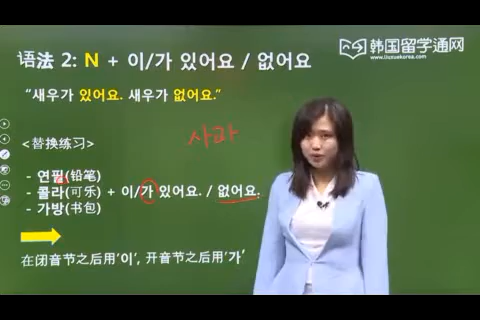 语法 2: N + 이/가 있어요 / 없어요
韩国留学通网
www.liuxuekorea.com
“새우가 있어요. 새우가 없어요.”
사라
<替换练习>
- 연필(铅笔)
- 콜라(可乐) + 이/가 있어요. / 없어요.
- 가방(书包)
在闭音节之后用'이', 开音节之后用'가'